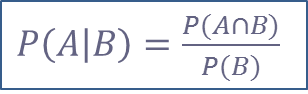 P(A|B) = P(A∩B) / P(B)